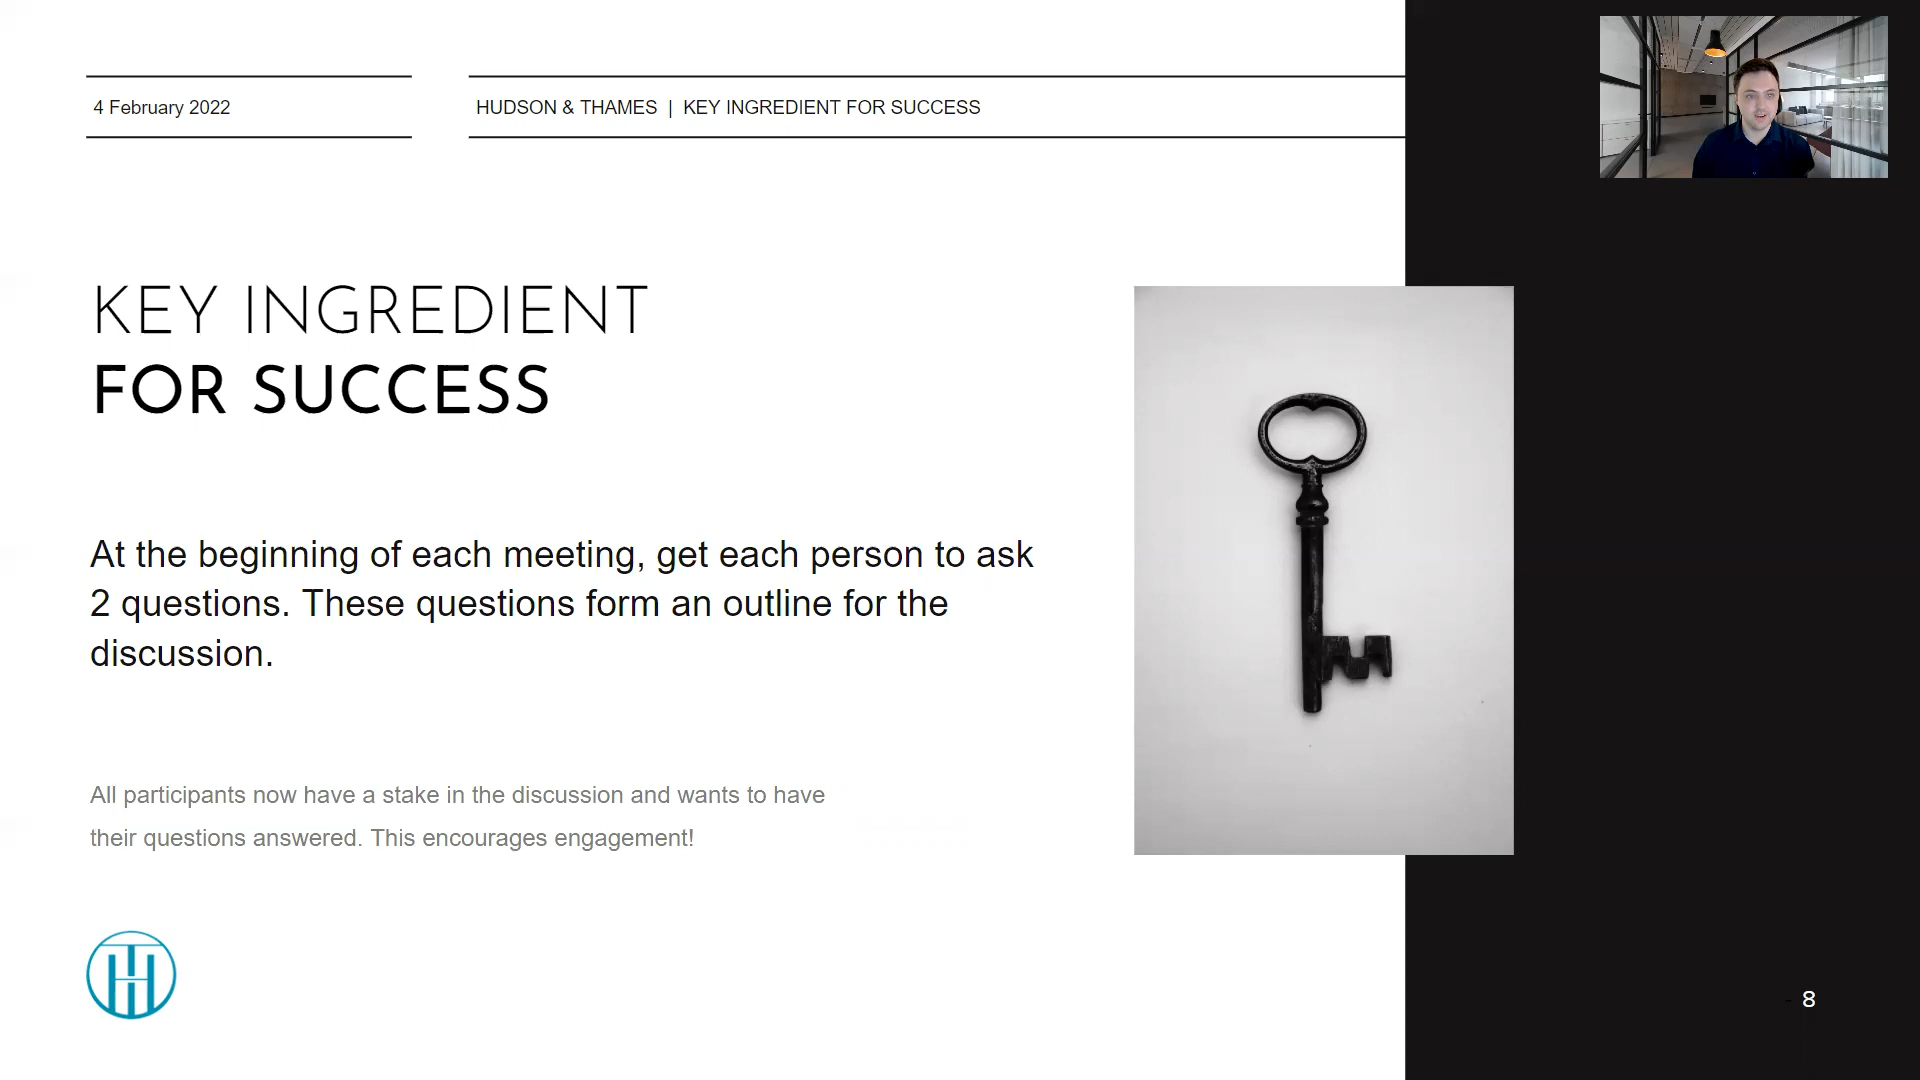 4 February 2022
HUDSON & THAMES | KEY INGREDIENT FOR SUCCESS
KEY INGREDIENT
FOR SUCCESS
At the beginning of each meeting, get each person to ask
2 questions. These questions form an outline for the
discussion.
All participants now have a stake in the discussion and wants to have
their questions answered. This encourages engagement!
8